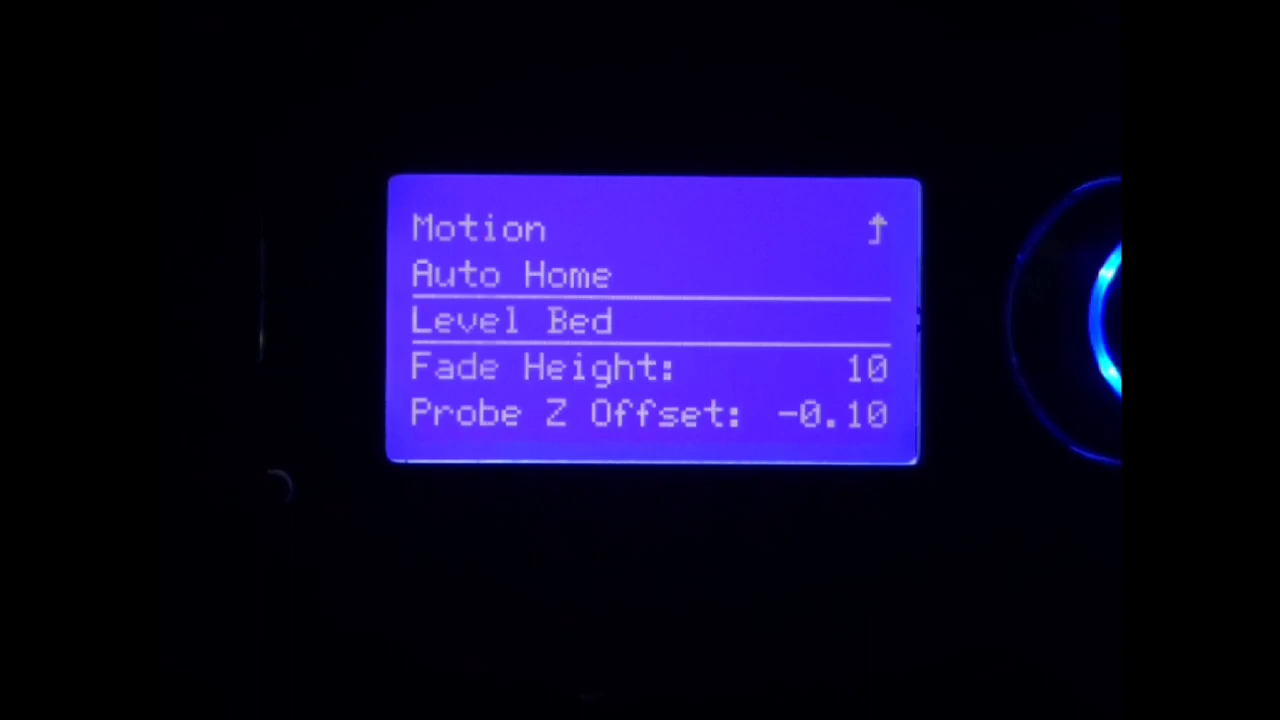 Motion ⮥
Auto Home
Level Bed
Fade Height: 10
Probe Z Offset: -0.10